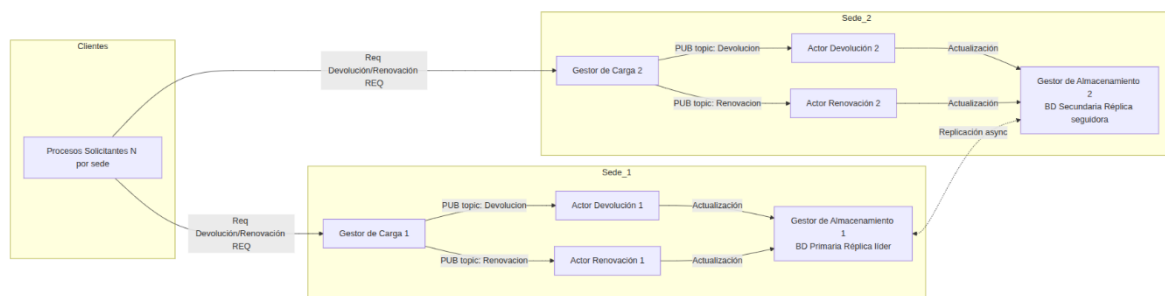 Clientes
Procesos Solicitantes N
por sede
Req
Devolución/Renovación
REQ
Req
Devolución/Renovación
REQ
Sede_2
Gestor de Carga 2
PUB topic: Devolucion
PUB topic: Renovacion
Actor Devolución 2
Actor Renovación 2
Actualización
Actualización
Gestor de Almacenamiento
2
BD Secundaria Réplica
seguidora
Replicación async
Sede_1
Gestor de Carga 1
PUB topic: Devolucion
PUB topic: Renovacion
Actor Devolución 1
Actor Renovación 1
Actualización
Actualización
Gestor de Almacenamiento
1
BD Primaria Réplica líder